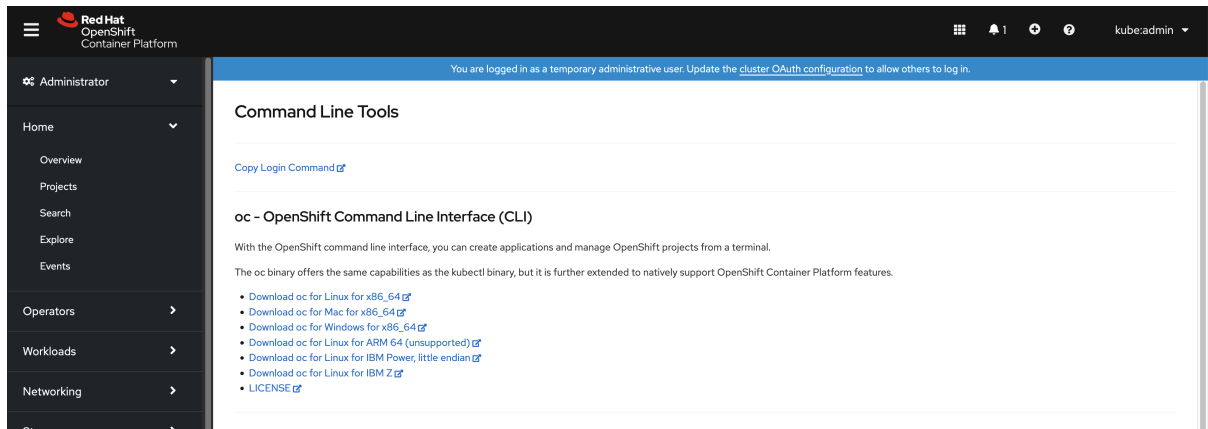 Red Hat
OpenShift
Container Platform
1
kube:admin
Administrator
You are logged in as a temporary administrative user. Update the cluster OAuth configuration to allow others to log in.
Home
Overview
Projects
Search
Explore
Events
Operators
Workloads
Networking
Command Line Tools
Copy Login Command
oc - OpenShift Command Line Interface (CLI)
With the OpenShift command line interface, you can create applications and manage OpenShift projects from a terminal.
The oc binary offers the same capabilities as the kubectl binary, but it is further extended to natively support OpenShift Container Platform features.
Download oc for Linux for x86_64
Download oc for Mac for x86_64
Download oc for Windows for x86_64
Download oc for Linux for ARM 64 (unsupported)
Download oc for Linux for IBM Power, little endian
Download oc for Linux for IBM Z
LICENSE